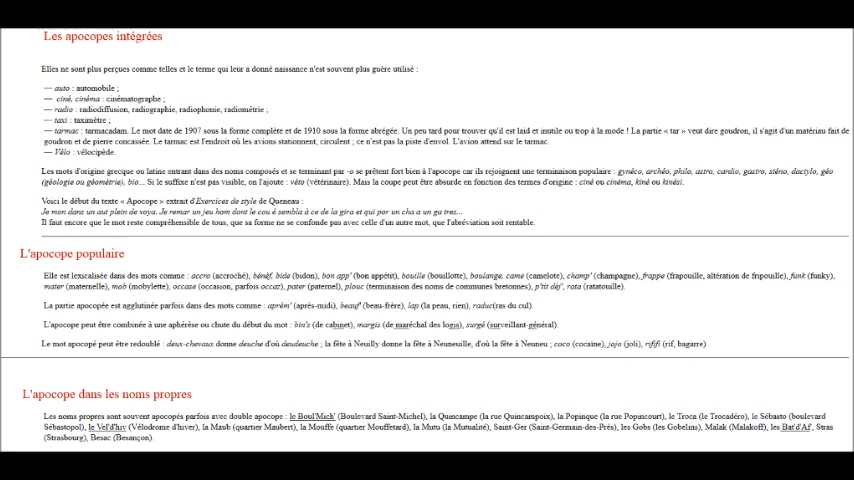 Les apocopes intégrées
Elles ne sont plus perçues comme telles et le terme qui leur a donné naissance n'est souvent plus guère utilisé :
— auto : automobile ;
— ciné, cinéma : cinématographe ;
— radio : radiodiffusion, radiographie, radiophonie, radiométrie ;
— taxi : taximètre ;
— tarmac : tarmacadam. Le mot date de 1907 sous la forme complète et de 1910 sous la forme abrégée. Un peu tard pour trouver qu'il est laid et inutile ou trop à la mode ! La partie « tar » veut dire goudron, il s'agit d'un matériau fait de
goudron et de pierre concassée. Le tarmac est l'endroit où les avions stationnent, circulent ; ce n'est pas la piste d'envol. L'avion attend sur le tarmac.
— Vélo : vélocipède.
Les mots d'origine grecque ou latine entrant dans des noms composés et se terminant par -o se prêtent fort bien à l'apocope car ils rejoignent une terminaison populaire : gynéco, archéo, philo, astro, cardio, gastro, sténo, dactylo, géo
(géologie ou géométrie), bio... Si le suffixe n'est pas visible, on l'ajoute : véto (vétérinaire). Mais la coupe peut être absurde en fonction des termes d'origine : ciné ou cinéma, kiné ou kinési.
Voici le début du texte « Apocope » extrait d'Exercices de style de Queneau :
Je mon dans un aut plein de voya. Je remar un jeu hom dont le cou é sembla à ce de la gira et qui por un cha a un ga tres...
Il faut encore que le mot reste compréhensible de tous, que sa forme ne se confonde pas avec celle d'un autre mot, que l'abréviation soit rentable.
L'apocope populaire
Elle est lexicalisée dans des mots comme : accro (accroché), bénéf, bide (bidon), bon app' (bon appétit), bouille (bouillotte), boulange, came (camelote), champ' (champagne), frappe (frapouille, altération de fripouille), funk (funky),
mater (maternelle), mob (mobylette), occase (occasion, parfois occaz), pater (paternel), plouc (terminaison des noms de communes bretonnes), p'tit déj', rata (ratatouille).
La partie apocopée est agglutinée parfois dans des mots comme : aprèm' (après-midi), beauf' (beau-frère), lap (la peau, rien), raduc(ras du cul).
L'apocope peut être combinée à une aphérèse ou chute du début du mot : bin's (de cabinet), margis (de maréchal des logis), surgé (surveillant-général).
Le mot apocopé peut être redoublé : deux-chevaux donne deuche d'où deudeuche ; la fête à Neuilly donne la fête à Neuneuille, d'où la fête à Neuneu ; coco (cocaïne), jojo (joli), rififi (rif, bagarre).
L'apocope dans les noms propres
Les noms propres sont souvent apocopés parfois avec double apocope : le Boul'Mich' (Boulevard Saint-Michel), la Quincampe (la rue Quincampoix), la Popinque (la rue Popincourt), le Troca (le Trocadéro), le Sébasto (boulevard
Sébastopol), le Vel'd'hiv (Vélodrome d'hiver), la Maub (quartier Maubert), la Mouffe (quartier Mouffetard), la Mutu (la Mutualité), Saint-Ger (Saint-Germain-des-Prés), les Gobs (les Gobelins), Malak (Malakoff), les Bat'd'Af', Stras
(Strasbourg), Besac (Besançon).